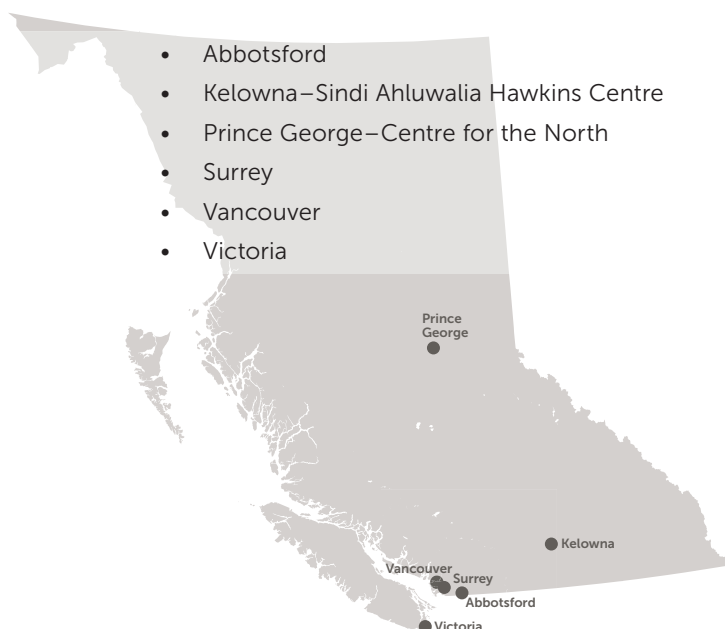 • Abbotsford
• Kelowna–Sindi Ahluwalia Hawkins Centre
• Prince George–Centre for the North
• Surrey
• Vancouver
• Victoria
Prince
George
Kelowna
Vancouver
Surrey
Abbotsford
Victoria